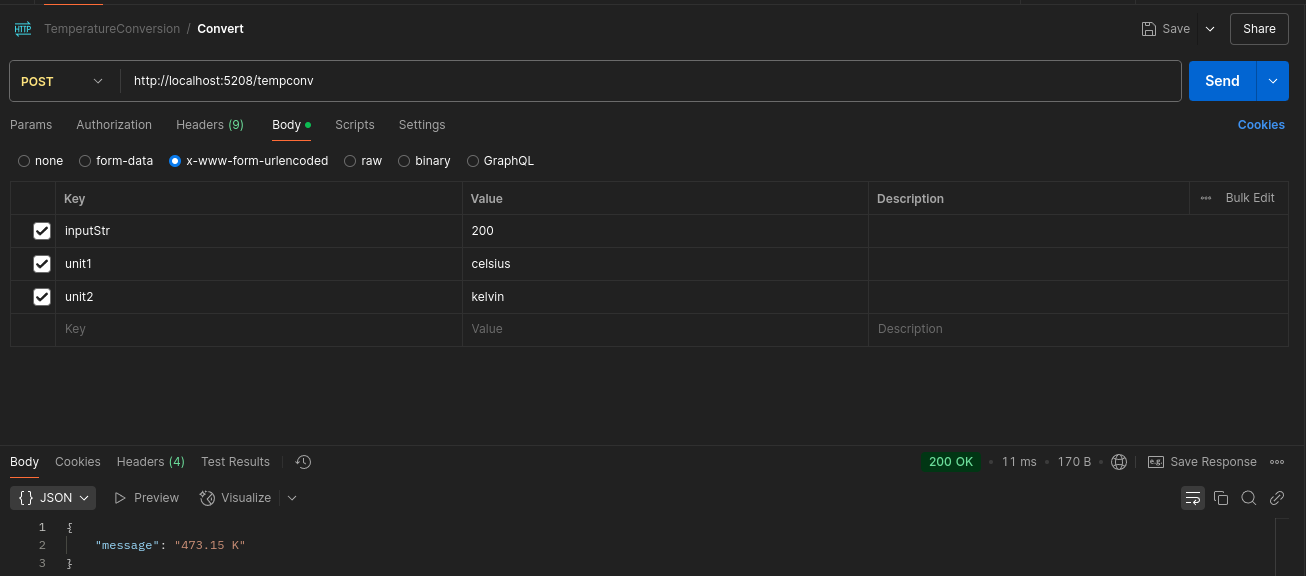 HTTP TemperatureConversion / Convert Save Share
POST http://localhost:5208/tempconv Send
Params Authorization Headers (9) Body Scripts Settings Cookies
none form-data x-www-form-urlencoded raw binary GraphQL
Key Value Description ••• Bulk Edit
inputStr 200
unit1 celsius
unit2 kelvin
Key Value Description
Body Cookies Headers (4) Test Results 200 OK • 11 ms • 170 B • e.g. Save Response •••
{} JSON Preview Visualize
1 {
2 "message": "473.15 K"
3 }